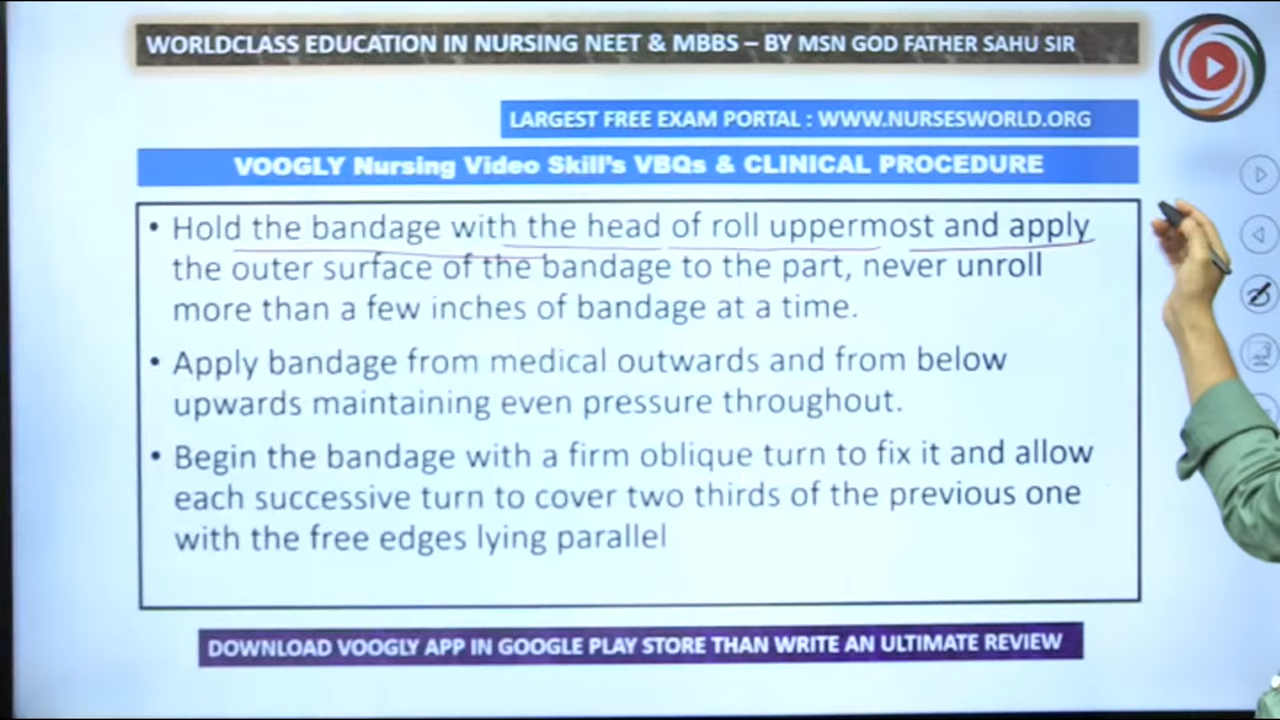 WORLDCLASS EDUCATION IN NURSING NEET & MBBS – BY MSN GOD FATHER SAHU SIR
LARGEST FREE EXAM PORTAL : WWW.NURSESWORLD.ORG
VOOGLY Nursing Video Skill's VBQs & CLINICAL PROCEDURE
• Hold the bandage with the head of roll uppermost and apply
the outer surface of the bandage to the part, never unroll
more than a few inches of bandage at a time.
• Apply bandage from medical outwards and from below
upwards maintaining even pressure throughout.
• Begin the bandage with a firm oblique turn to fix it and allow
each successive turn to cover two thirds of the previous one
with the free edges lying parallel
DOWNLOAD VOOGLY APP IN GOOGLE PLAY STORE THAN WRITE AN ULTIMATE REVIEW